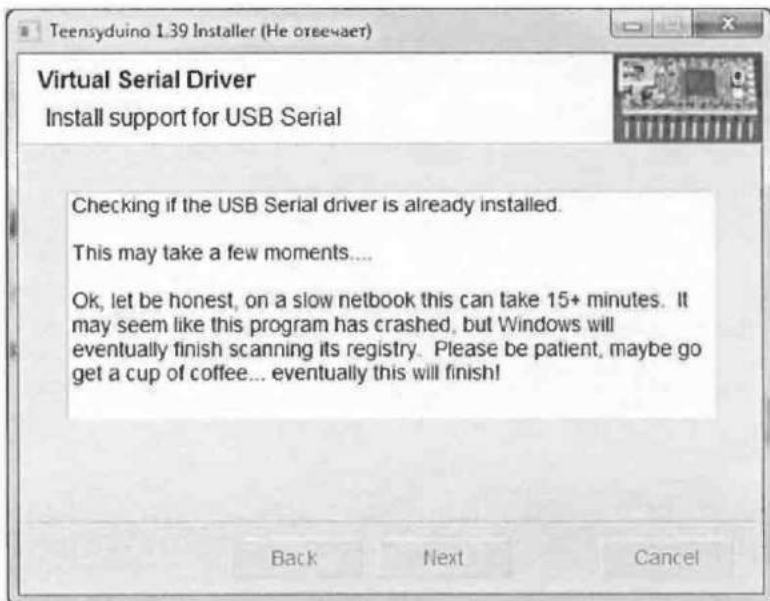 Teensyduino 1.39 Installer (Не отвечает)
Virtual Serial Driver
Install support for USB Serial
Checking if the USB Serial driver is already installed.
This may take a few moments....
Ok, let be honest, on a slow netbook this can take 15+ minutes. It
may seem like this program has crashed, but Windows will
eventually finish scanning its registry. Please be patient, maybe go
get a cup of coffee... eventually this will finish!
Back Next Cancel